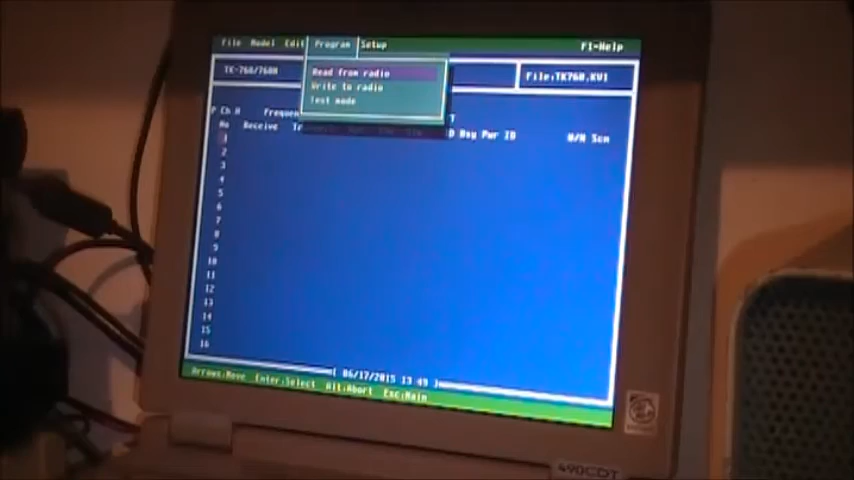 File Model Edit Program Setup F1=Help
TK-760/760H
File:TK760.KV1
Read from radio
Write to radio
Test mode
P Ch H
No Receive
Bsy Pwr ID
Scn
1
2
3
4
5
6
7
8
9
10
11
12
13
14
15
16
06/17/2015 13:49
Arrows:Move Enter:Select Alt:Abort Esc:Main
490CDT